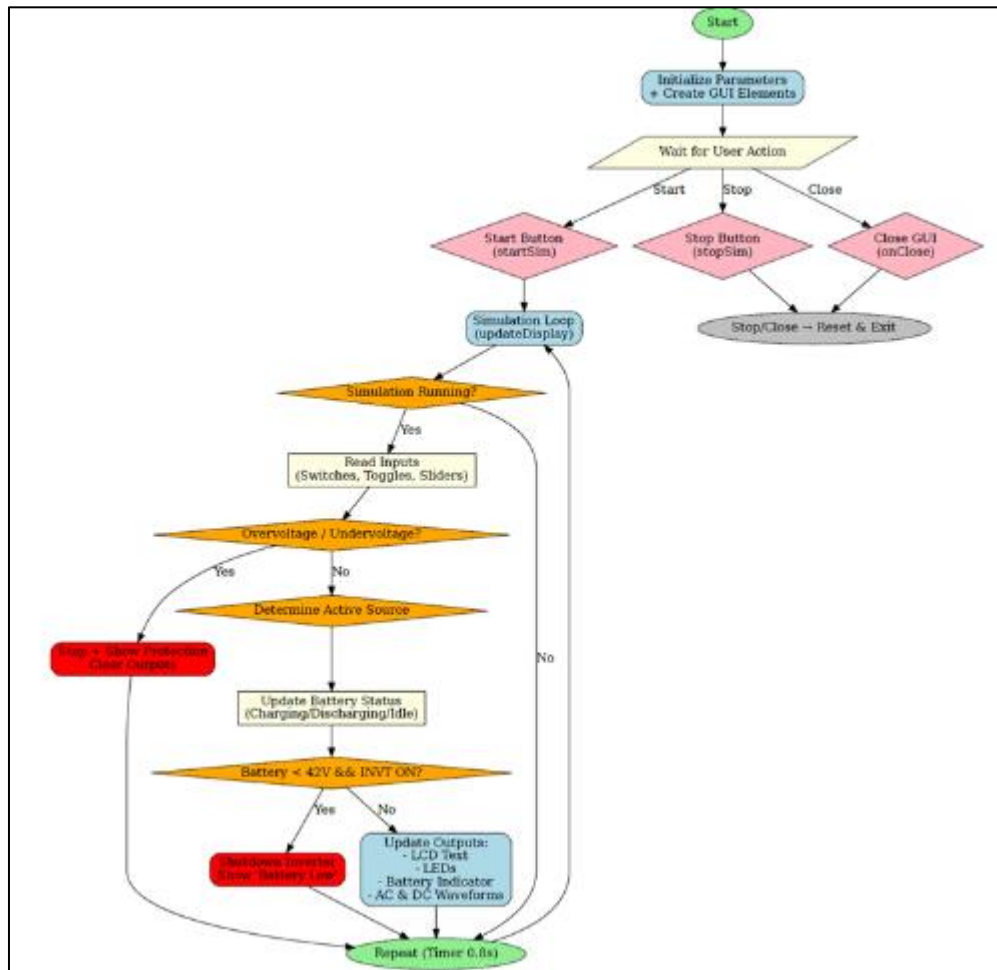 Start
Initialize Parameters
+ Create GUI Elements
Wait for User Action
Start
Stop
Close
Start Button
(startSim)
Stop Button
(stopSim)
Close GUI
(onClose)
Simulation Loop
(updateDisplay)
Stop/Close → Reset & Exit
Simulation Running?
Yes
Read Inputs
(Switches, Toggles, Sliders)
Overvoltage / Undervoltage?
Yes
No
Determine Active Source
No
Stop + Show Protection
Clear Outputs
Update Battery Status
(Charging/Discharging/Idle)
Battery < 42V && INVT ON?
Yes
No
Shutdown Inverter
Show 'Battery Low'
Update Outputs:
- LCD Text
- LEDs
- Battery Indicator
- AC & DC Waveforms
Repeat (Timer 0.8s)